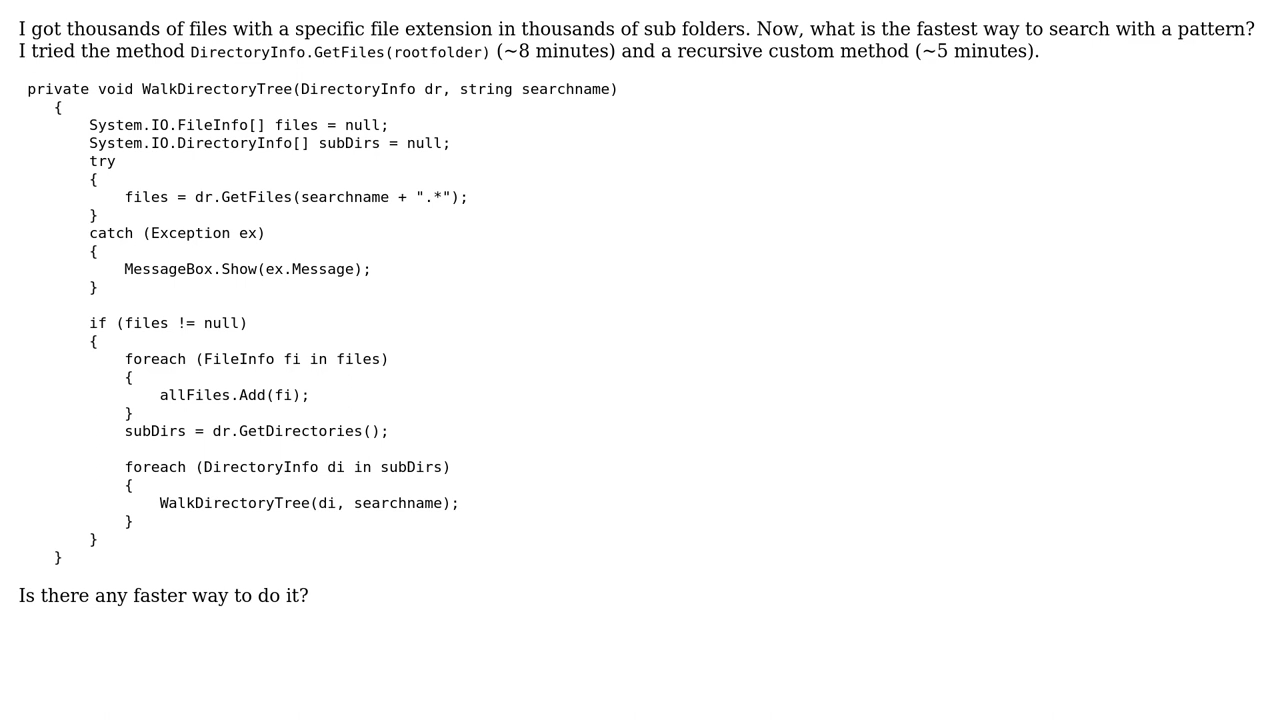 I got thousands of files with a specific file extension in thousands of sub folders. Now, what is the fastest way to search with a pattern?
I tried the method DirectoryInfo.GetFiles(rootfolder) (~8 minutes) and a recursive custom method (~5 minutes).
private void WalkDirectoryTree(DirectoryInfo dr, string searchname)
{
System.IO.FileInfo[] files = null;
System.IO.DirectoryInfo[] subDirs = null;
try
{
files = dr.GetFiles(searchname + ".*");
}
catch (Exception ex)
{
MessageBox.Show(ex.Message);
}
if (files != null)
{
foreach (FileInfo fi in files)
{
allFiles.Add(fi);
}
subDirs = dr.GetDirectories();
foreach (DirectoryInfo di in subDirs)
{
WalkDirectoryTree(di, searchname);
}
}
}
Is there any faster way to do it?